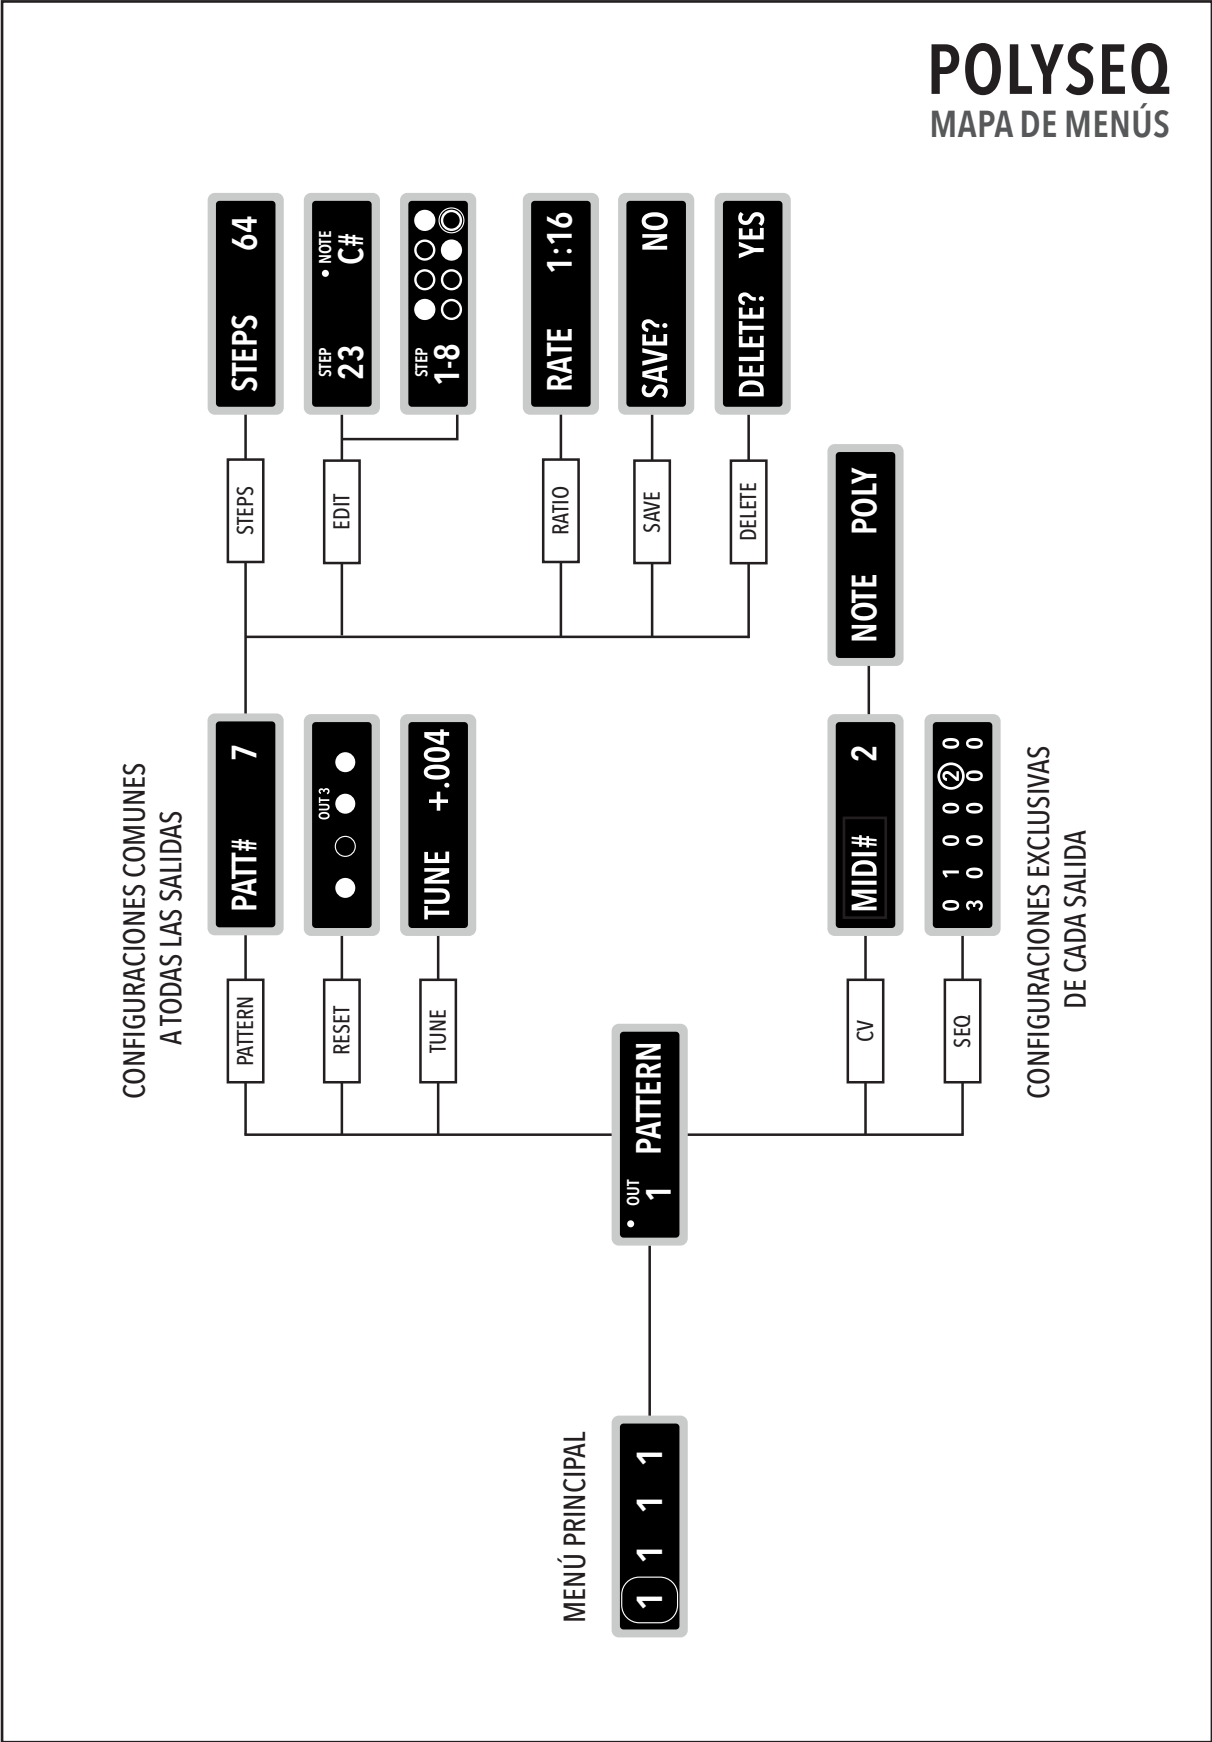 POLYSEQ
MAPA DE MENÚS
MENÚ PRINCIPAL
1 1 1 1
OUT
1 PATTERN
CONFIGURACIONES COMUNES
A TODAS LAS SALIDAS
PATTERN
PATT# 7
RESET
OUT 3
TUNE
TUNE +.004
STEPS
STEPS 64
EDIT
STEP NOTE
23 C#
STEP
1-8
RATIO
RATE 1:16
SAVE
SAVE? NO
DELETE
DELETE? YES
CV
MIDI# 2
NOTE POLY
SEQ
0 1 0 0 2 0
3 0 0 0 0 0
CONFIGURACIONES EXCLUSIVAS
DE CADA SALIDA